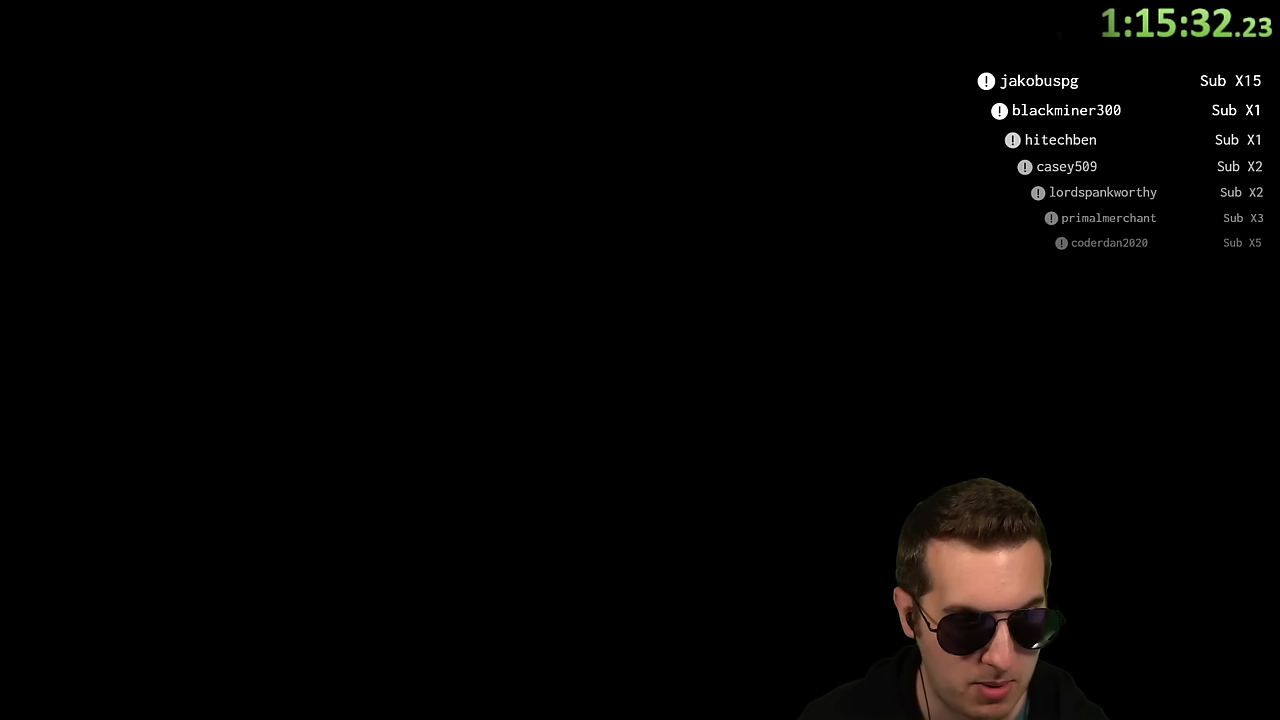 1:15:32.23
! jakobuspg Sub X15
! blackminer300 Sub X1
! hitechben Sub X1
! casey509 Sub X2
! lordspankworthy Sub X2
! primalmerchant Sub X3
! coderdan2020 Sub X5